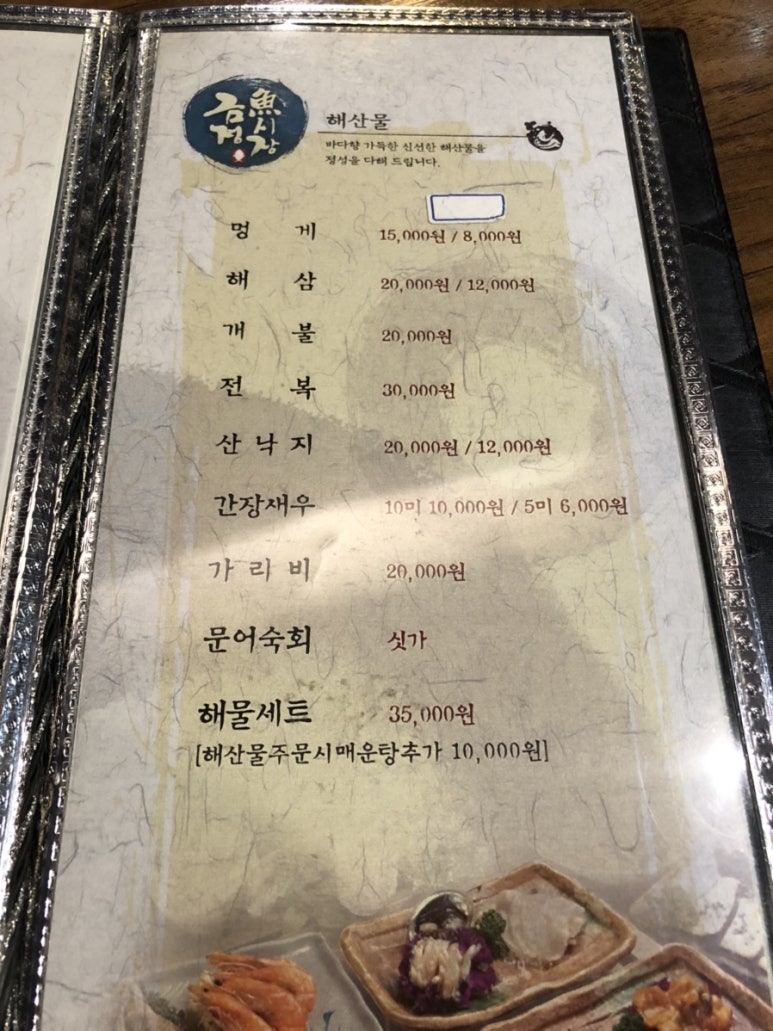 금정
魚시장
해산물
바다향 가득한 신선한 해산물을
정성을 다해 드립니다.
멍게 15,000원 / 8,000원
해삼 20,000원 / 12,000원
개불 20,000원
전복 30,000원
산낙지 20,000원 / 12,000원
간장새우 10미 10,000원 / 5미 6,000원
가리비 20,000원
문어숙회 싯가
해물세트 35,000원
[해산물주문시매운탕추가 10,000원]